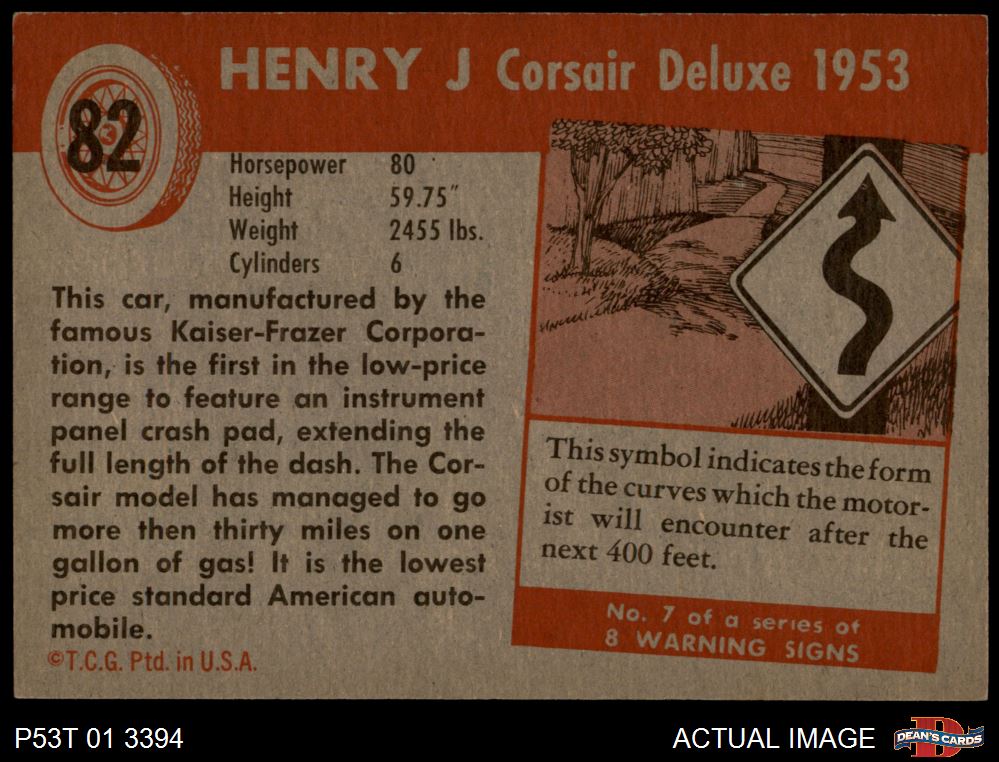 82
HENRY J Corsair Deluxe 1953
Horsepower 80
Height 59.75"
Weight 2455 lbs.
Cylinders 6
This car, manufactured by the
famous Kaiser-Frazer Corpora-
tion, is the first in the low-price
range to feature an instrument
panel crash pad, extending the
full length of the dash. The Cor-
sair model has managed to go
more then thirty miles on one
gallon of gas! It is the lowest
price standard American auto-
mobile.
©T.C.G. Ptd. in U.S.A.
This symbol indicates the form
of the curves which the motor-
ist will encounter after the
next 400 feet.
No. 7 of a series of
8 WARNING SIGNS
P53T 01 3394
ACTUAL IMAGE
DEAN'S CARDS